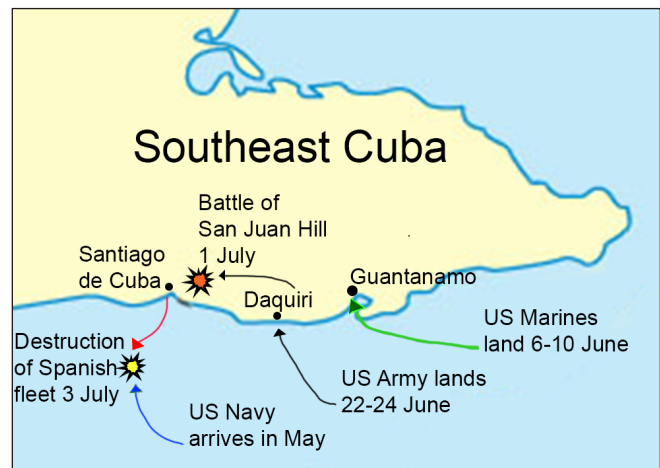 Southeast Cuba
Battle of
San Juan Hill
1 July
Santiago
de Cuba
Daquiri
Guantanamo
US Marines
land 6-10 June
Destruction
of Spanish
fleet 3 July
US Army lands
22-24 June
US Navy
arrives in May